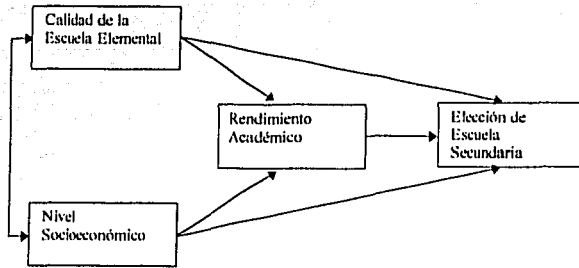 Calidad de la
Escuela Elemental
Rendimiento
Académico
Elección de
Escuela
Secundaria
Nivel
Socioeconómico